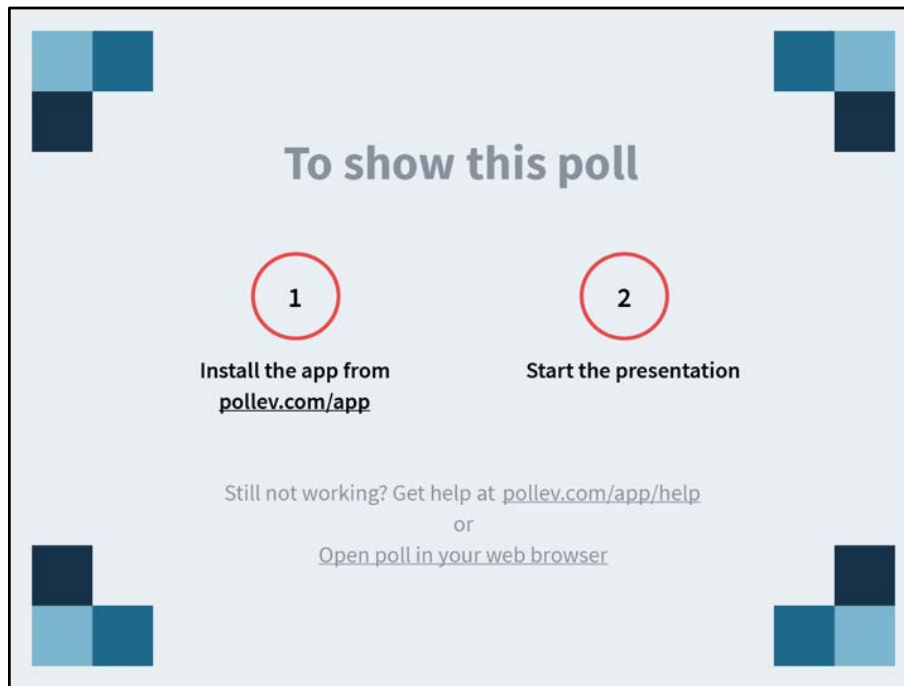 To show this poll
1
2
Install the app from
pollev.com/app
Start the presentation
Still not working? Get help at pollev.com/app/help
or
Open poll in your web browser